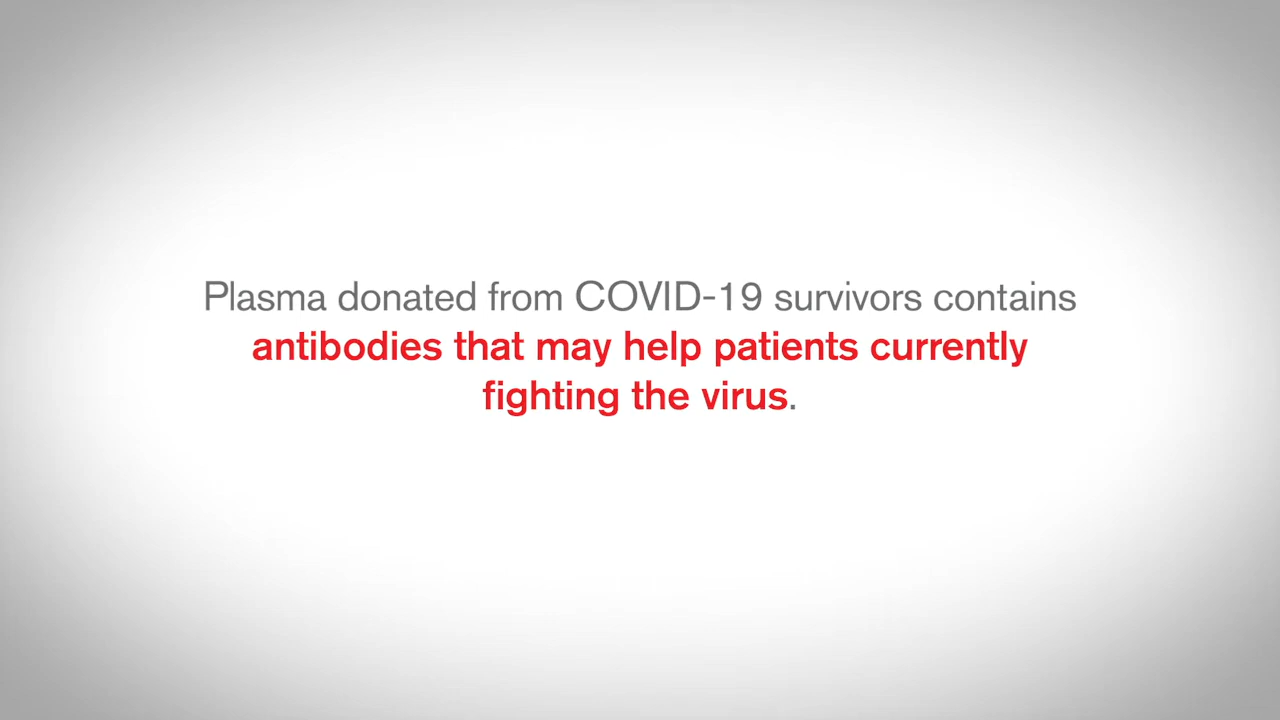 Plasma donated from COVID-19 survivors contains
antibodies that may help patients currently
fighting the virus.